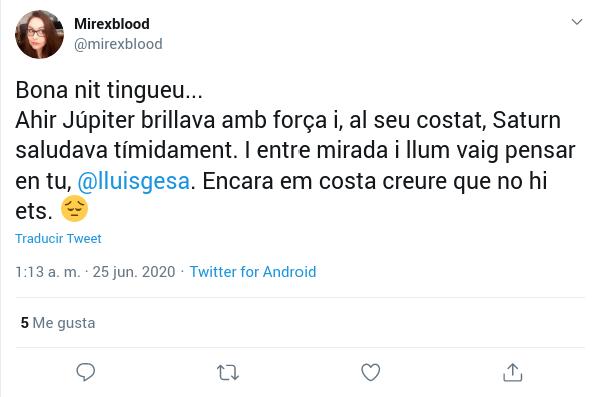 Mirexblood
@mirexblood
Bona nit tingueu...
Ahir Júpiter brillava amb força i, al seu costat, Saturn
saludava tímidament. I entre mirada i llum vaig pensar
en tu, @lluisgesa. Encara em costa creure que no hi
ets. 😔
Traducir Tweet
1:13 a. m. · 25 jun. 2020 · Twitter for Android
5 Me gusta